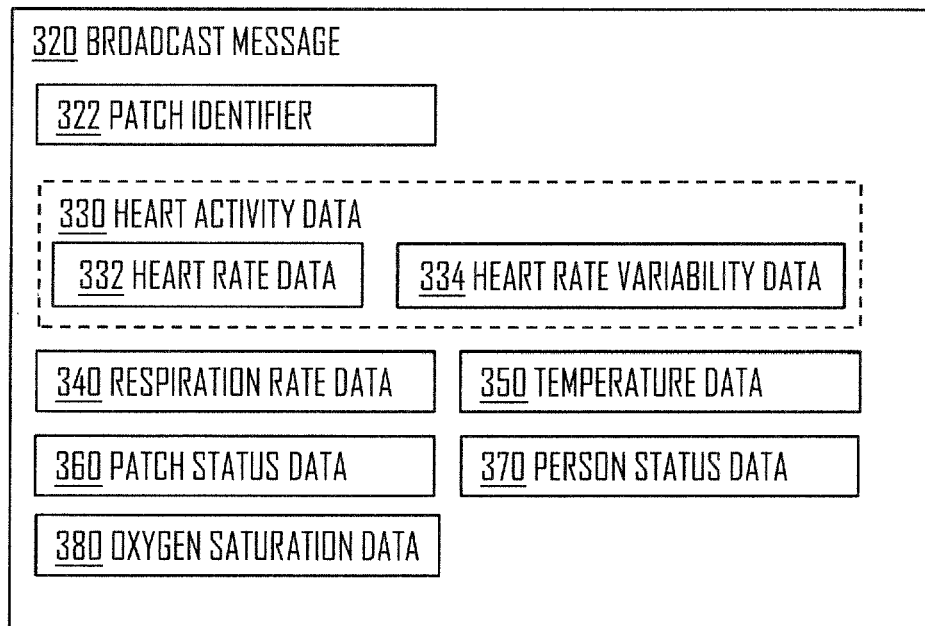 320 BROADCAST MESSAGE
322 PATCH IDENTIFIER
330 HEART ACTIVITY DATA
332 HEART RATE DATA
334 HEART RATE VARIABILITY DATA
340 RESPIRATION RATE DATA
350 TEMPERATURE DATA
360 PATCH STATUS DATA
370 PERSON STATUS DATA
380 OXYGEN SATURATION DATA